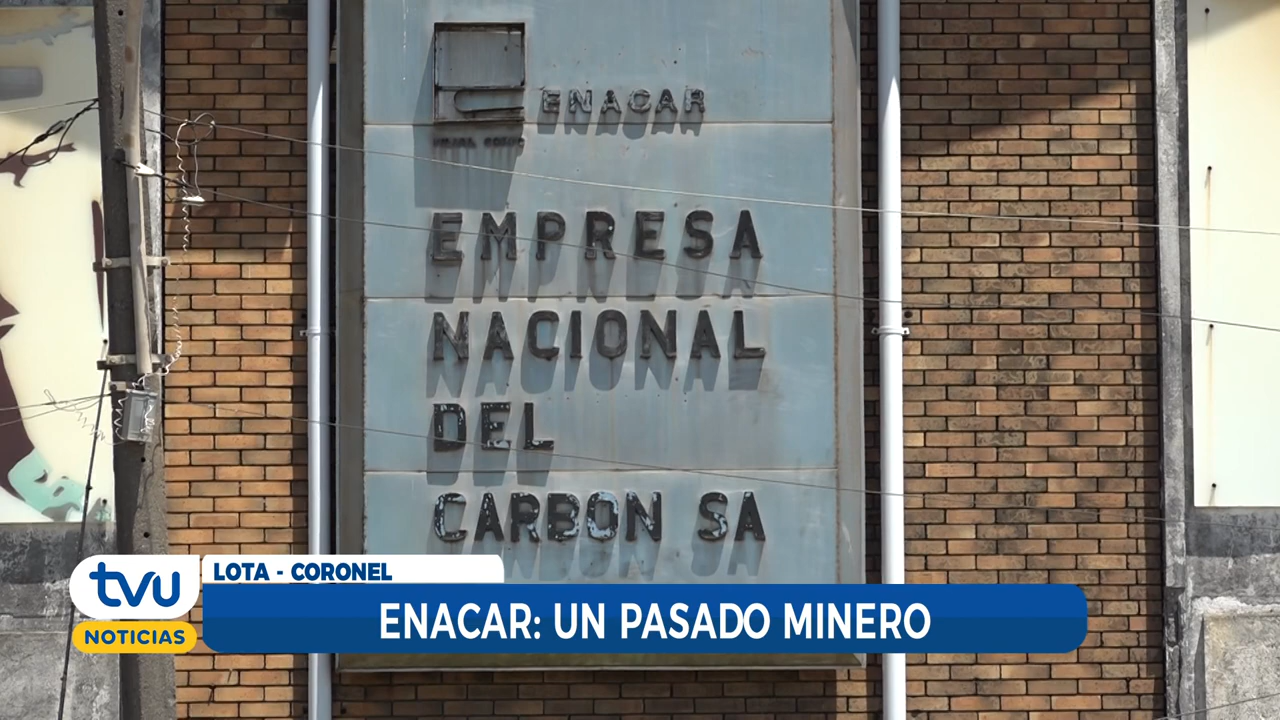 ENACAR
EMPRESA
NACIONAL
DEL
CARBON SA
tvu
NOTICIAS
LOTA - CORONEL
ENACAR: UN PASADO MINERO